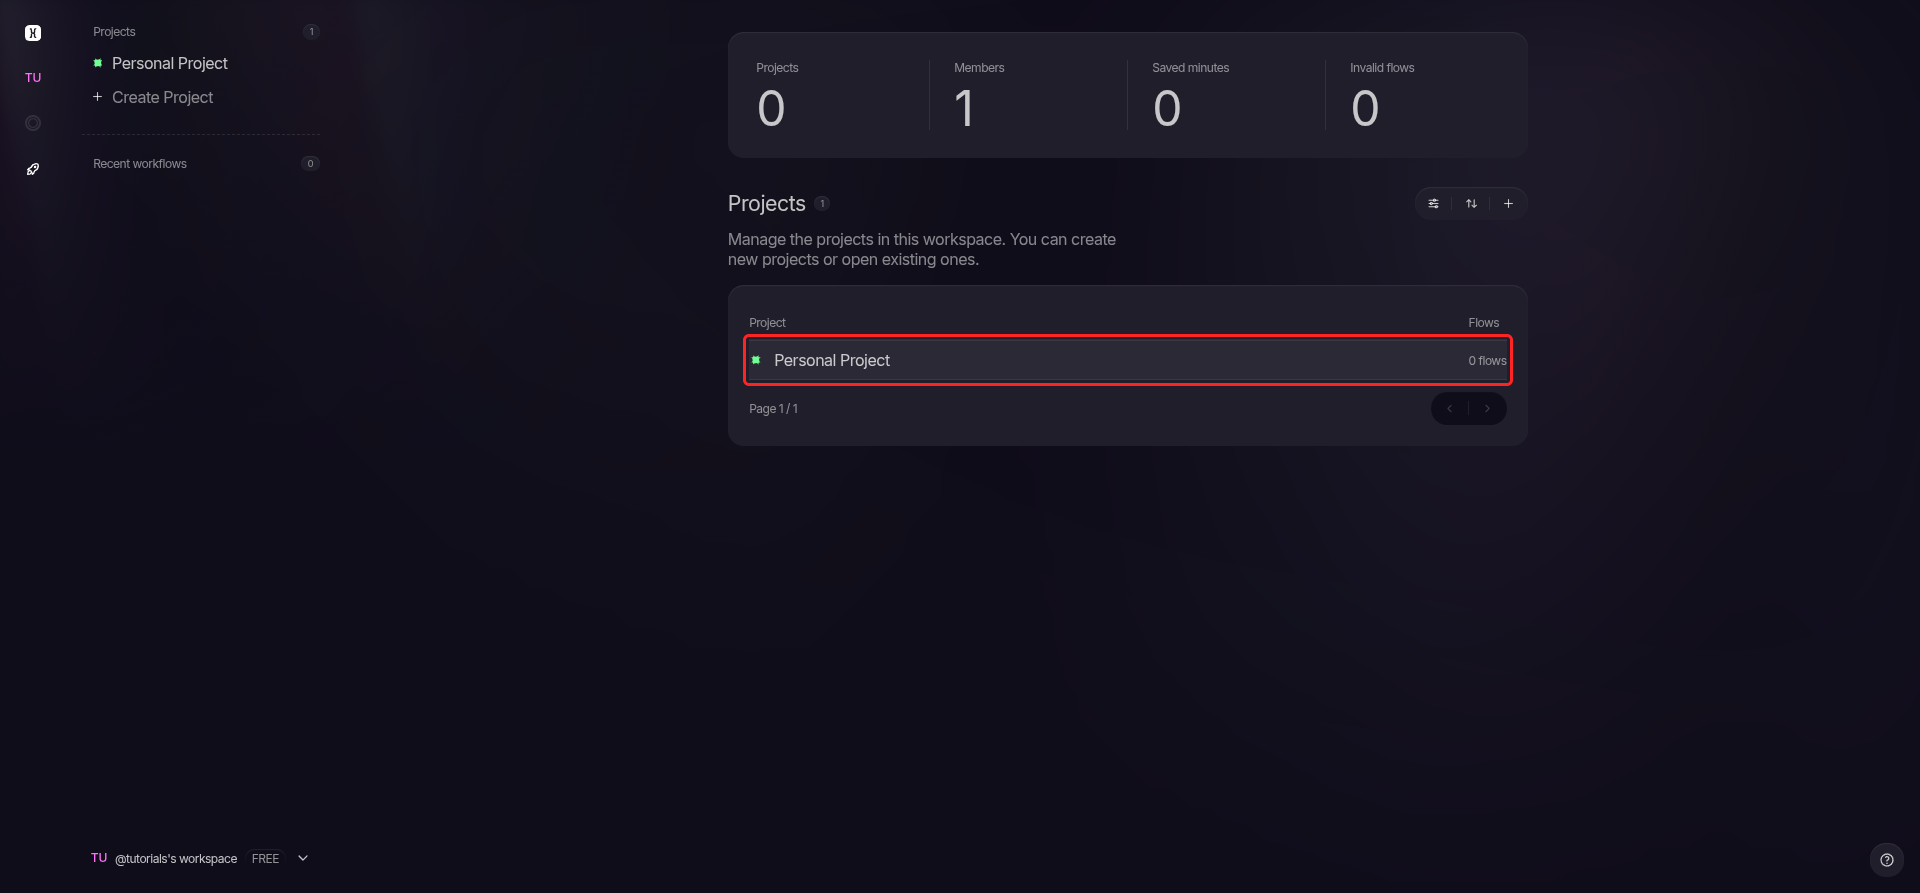 Projects 1
Personal Project
Create Project
Recent workflows 0
TU
Projects Members Saved minutes Invalid flows
0 1 0 0
Projects 1
Manage the projects in this workspace. You can create
new projects or open existing ones.
Project Flows
Personal Project 0 flows
Page 1 / 1
TU @tutorials's workspace FREE